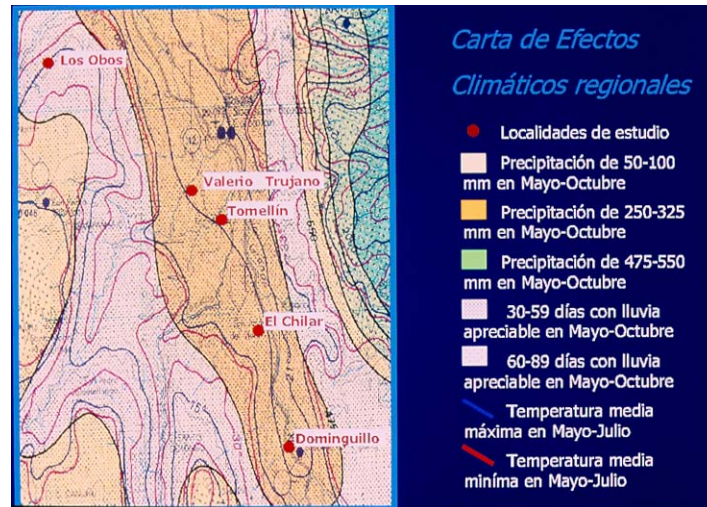 Carta de Efectos
Climáticos regionales
Localidades de estudio
Precipitación de 50-100
mm en Mayo-Octubre
Precipitación de 250-325
mm en Mayo-Octubre
Precipitación de 475-550
mm en Mayo-Octubre
30-59 días con lluvia
apreciable en Mayo-Octubre
60-89 días con lluvia
apreciable en Mayo-Octubre
Temperatura media
máxima en Mayo-Julio
Temperatura media
miníma en Mayo-Julio
Los Obos
Valerio Trujano
Tomellín
El Chilar
Dominguillo